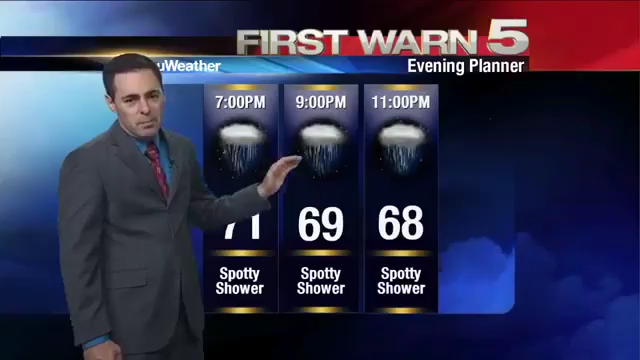 FIRST WARN 5
uWeather
Evening Planner
7:00PM 9:00PM 11:00PM
71 69 68
Spotty Spotty Spotty
Shower Shower Shower